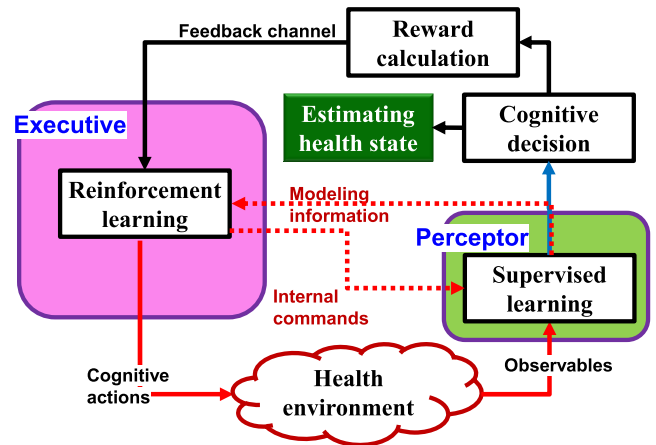 Feedback channel
Reward
calculation
Executive
Estimating
health state
Cognitive
decision
Reinforcement
learning
Modeling
information
Perceptor
Supervised
learning
Internal
commands
Cognitive
actions
Health
environment
Observables